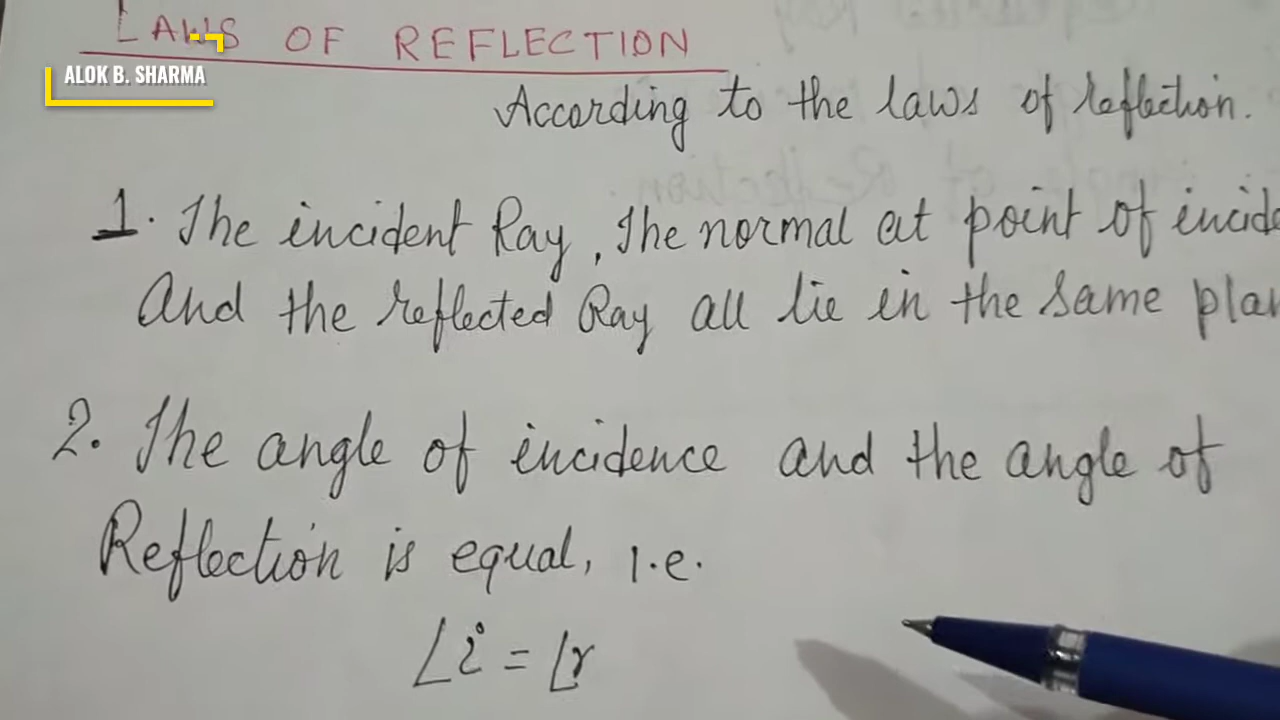 LAWS OF REFLECTION
ALOK B. SHARMA
According to the laws of reflection.
1. The incident Ray, The normal at point of incide
And the reflected Ray all lie in the same plan
2. The angle of incidence and the angle of
Reflection is equal, i.e.
∠i = ∠r